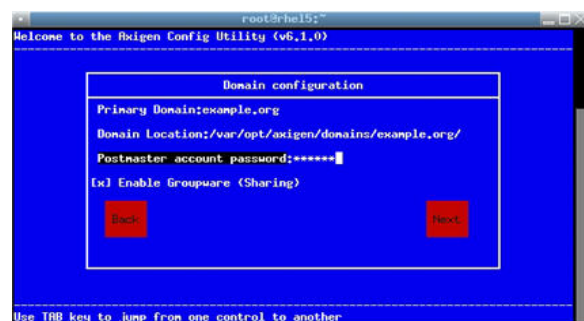 root@rhel5:~
Welcome to the Axigen Config Utility (v6.1.0)
Domain configuration
Primary Domain:example.org
Domain Location:/var/opt/axigen/domains/example.org/
Postmaster account password:******
[x] Enable Groupware (Sharing)
Back Next
Use TAB key to jump from one control to another